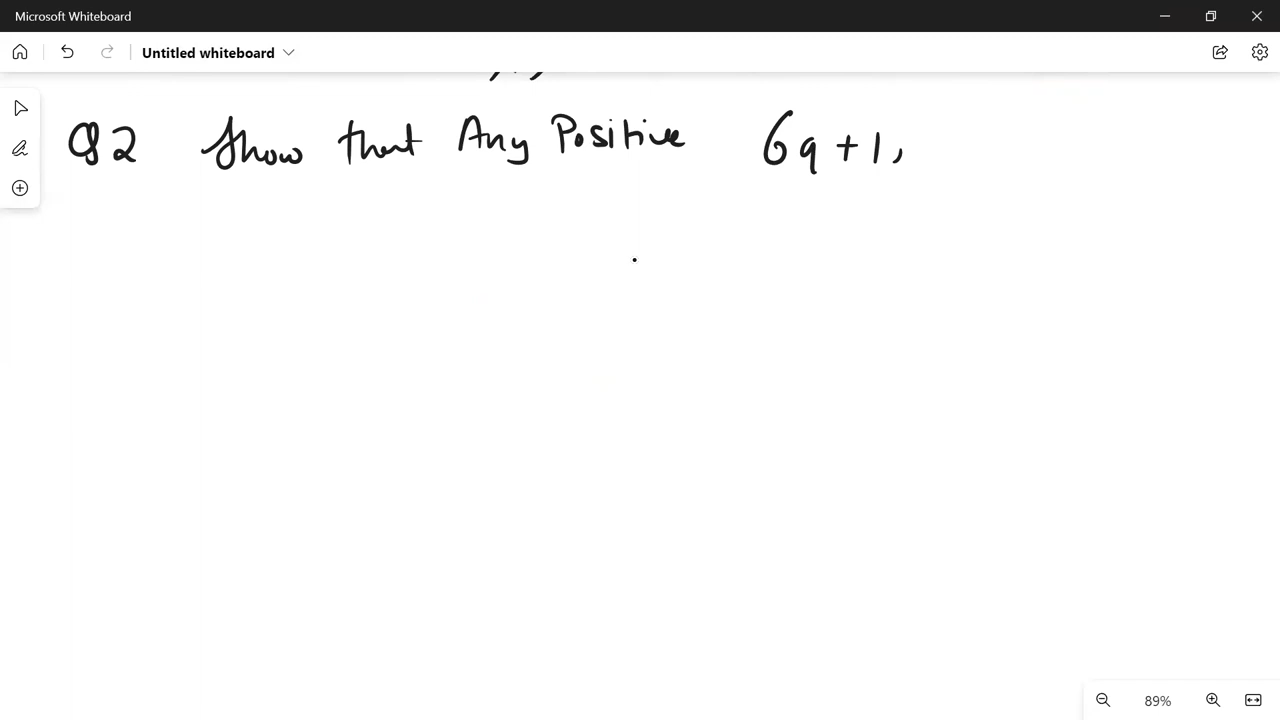 Microsoft Whiteboard
Untitled whiteboard
Q2 Show that Any Positive 6q + 1,
89%